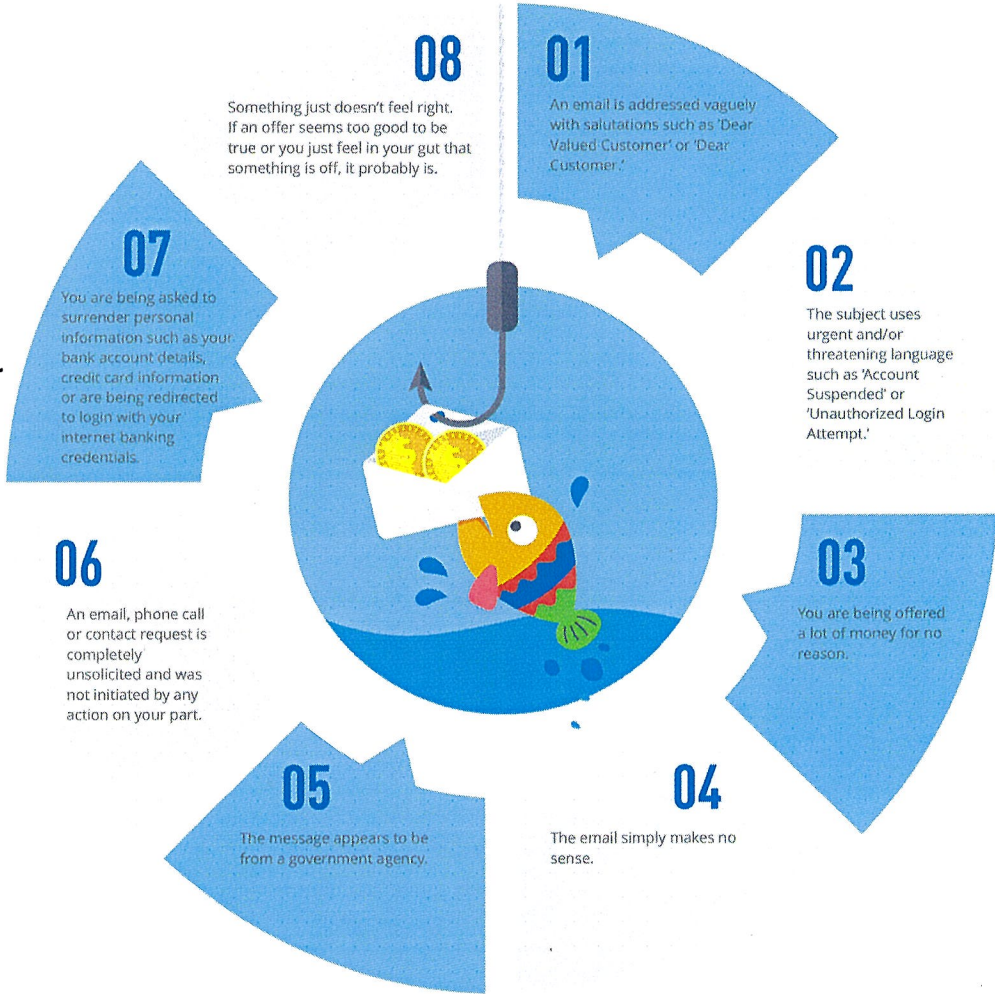 01
An email is addressed vaguely
with salutations such as 'Dear
Valued Customer' or 'Dear
Customer.'
02
The subject uses
urgent and/or
threatening language
such as 'Account
Suspended' or
'Unauthorized Login
Attempt.'
03
You are being offered
a lot of money for no
reason.
04
The email simply makes no
sense.
05
The message appears to be
from a government agency.
06
An email, phone call
or contact request is
completely
unsolicited and was
not initiated by any
action on your part.
07
You are being asked to
surrender personal
information such as your
bank account details,
credit card information
or are being redirected
to login with your
internet banking
credentials.
08
Something just doesn't feel right.
If an offer seems too good to be
true or you just feel in your gut that
something is off, it probably is.